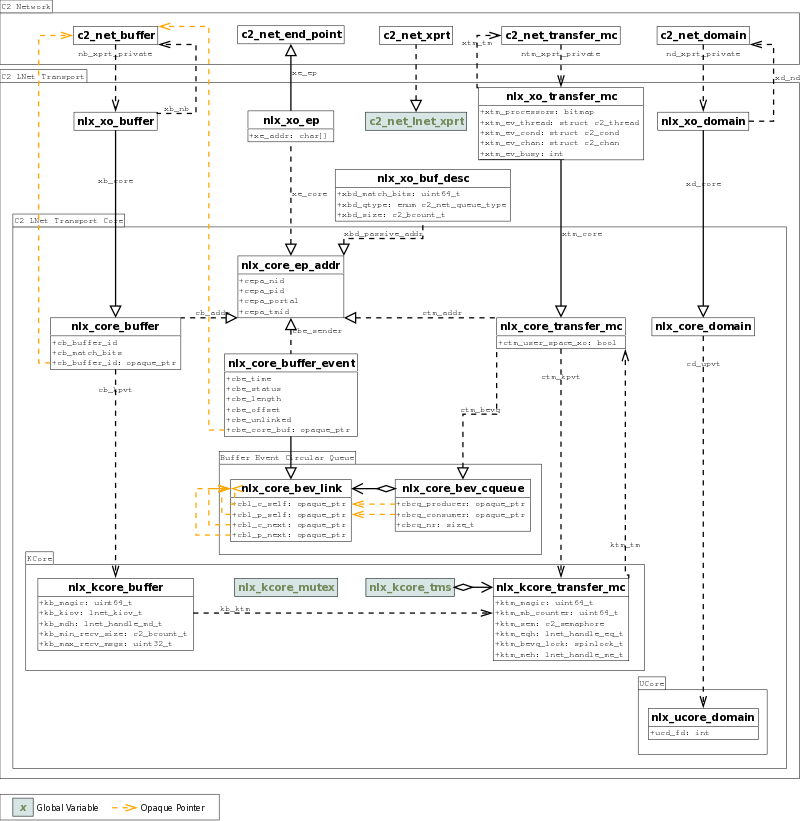 C2 Network
c2_net_buffer
c2_net_end_point
c2_net_xprt
c2_net_transfer_mc
c2_net_domain
xtm_tm
nb_xprt_private
ntm_xprt_private
nd_xprt_private
C2 LNet Transport
xe_ep
xd_nd
xb_nb
nlx_xo_buffer
nlx_xo_ep
+xe_addr: char[]
c2_net_lnet_xprt
nlx_xo_transfer_mc
+xtm_processors: bitmap
+xtm_ev_thread: struct c2_thread
+xtm_ev_cond: struct c2_cond
+xtm_ev_chan: struct c2_chan
+xtm_ev_busy: int
nlx_xo_domain
xb_core
xe_core
nlx_xo_buf_desc
+xbd_match_bits: uint64_t
+xbd_qtype: enum c2_net_queue_type
+xbd_size: c2_bcount_t
xd_core
C2 LNet Transport Core
xbd_passive_addr
xtm_core
nlx_core_ep_addr
+cepa_nid
+cepa_pid
+cepa_portal
+cepa_tmid
cb_addr
ctm_addr
nlx_core_buffer
+cb_buffer_id
+cb_match_bits
+cb_buffer_id: opaque_ptr
cbe_sender
nlx_core_transfer_mc
+ctm_user_space_xo: bool
nlx_core_domain
nlx_core_buffer_event
+cbe_time
+cbe_status
+cbe_length
+cbe_offset
+cbe_unlinked
+cbe_core_buf: opaque_ptr
cb_kpvt
ctm_kpvt
cd_upvt
ctm_bevq
Buffer Event Circular Queue
nlx_core_bev_link
+cbl_c_self: opaque_ptr
+cbl_p_self: opaque_ptr
+cbl_c_next: opaque_ptr
+cbl_p_next: opaque_ptr
nlx_core_bev_cqueue
+cbcq_producer: opaque_ptr
+cbcq_consumer: opaque_ptr
+cbcq_nr: size_t
ktm_tm
KCore
nlx_kcore_buffer
+kb_magic: uint64_t
+kb_kiov: lnet_kiov_t
+kb_mdh: lnet_handle_md_t
+kb_min_recv_size: c2_bcount_t
+kb_max_recv_msgs: uint32_t
nlx_kcore_mutex
nlx_kcore_tms
nlx_kcore_transfer_mc
+ktm_magic: uint64_t
+ktm_mb_counter: uint64_t
+ktm_sem: c2_semaphore
+ktm_eqh: lnet_handle_eq_t
+ktm_bevq_lock: spinlock_t
+ktm_meh: lnet_handle_me_t
kb_ktm
UCore
nlx_ucore_domain
+ucd_fd: int
x Global Variable
Opaque Pointer